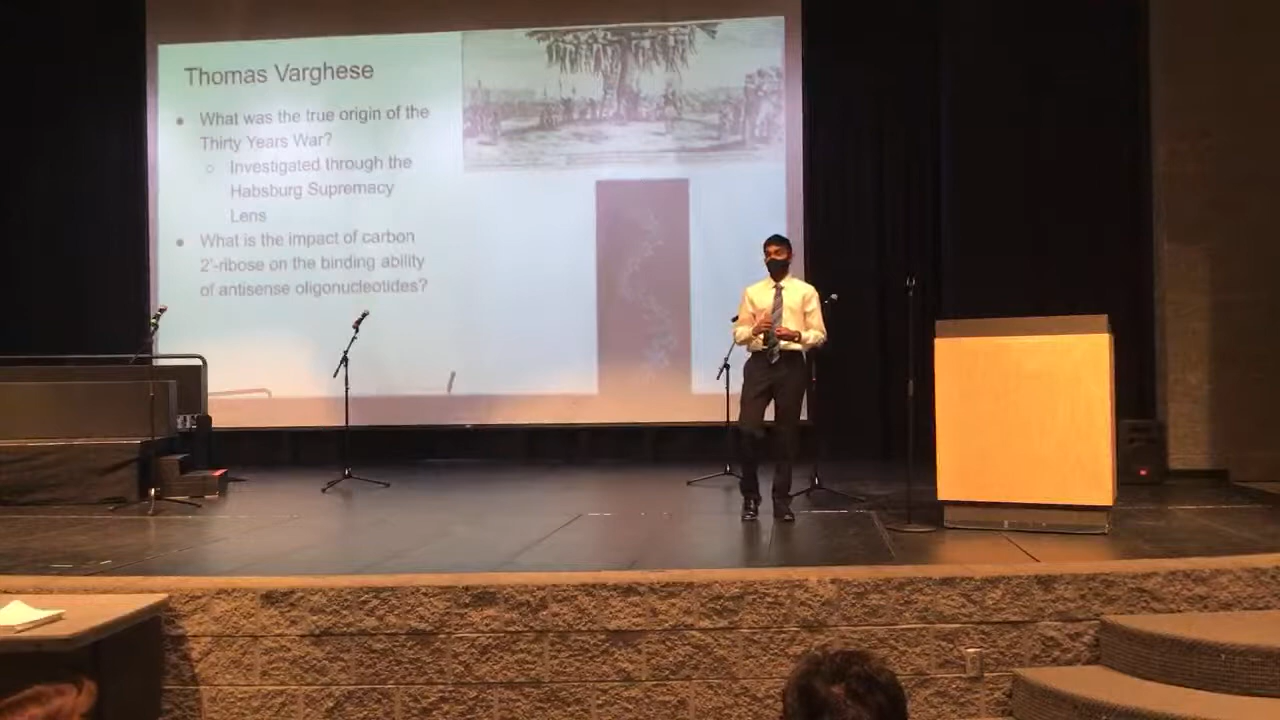 Thomas Varghese
What was the true origin of the
Thirty Years War?
Investigated through the
Habsburg Supremacy
Lens
What is the impact of carbon
2'-ribose on the binding ability
of antisense oligonucleotides?